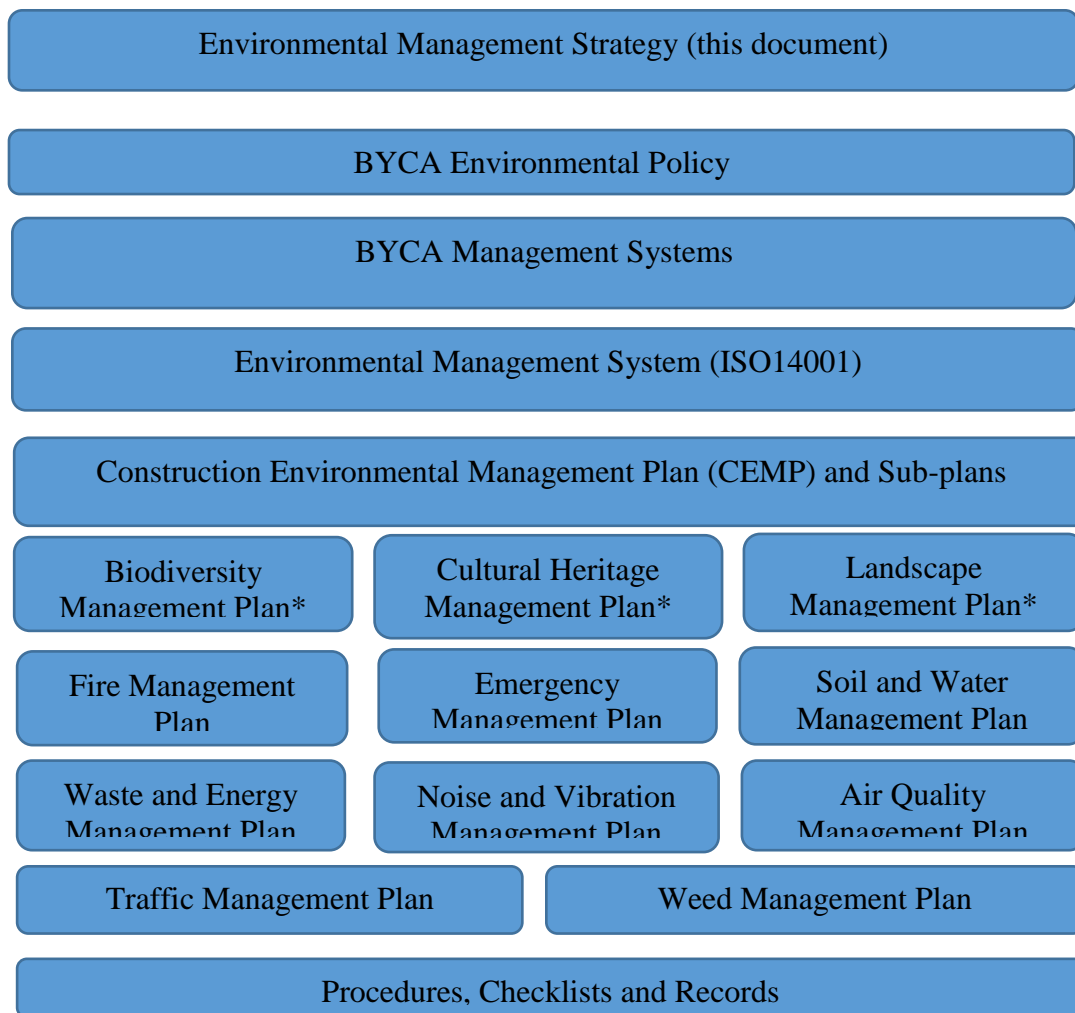 Environmental Management Strategy (this document)
BYCA Environmental Policy
BYCA Management Systems
Environmental Management System (ISO14001)
Construction Environmental Management Plan (CEMP) and Sub-plans
Biodiversity
Management Plan*
Cultural Heritage
Management Plan*
Landscape
Management Plan*
Fire Management
Plan
Emergency
Management Plan
Soil and Water
Management Plan
Waste and Energy
Management Plan
Noise and Vibration
Management Plan
Air Quality
Management Plan
Traffic Management Plan
Weed Management Plan
Procedures, Checklists and Records